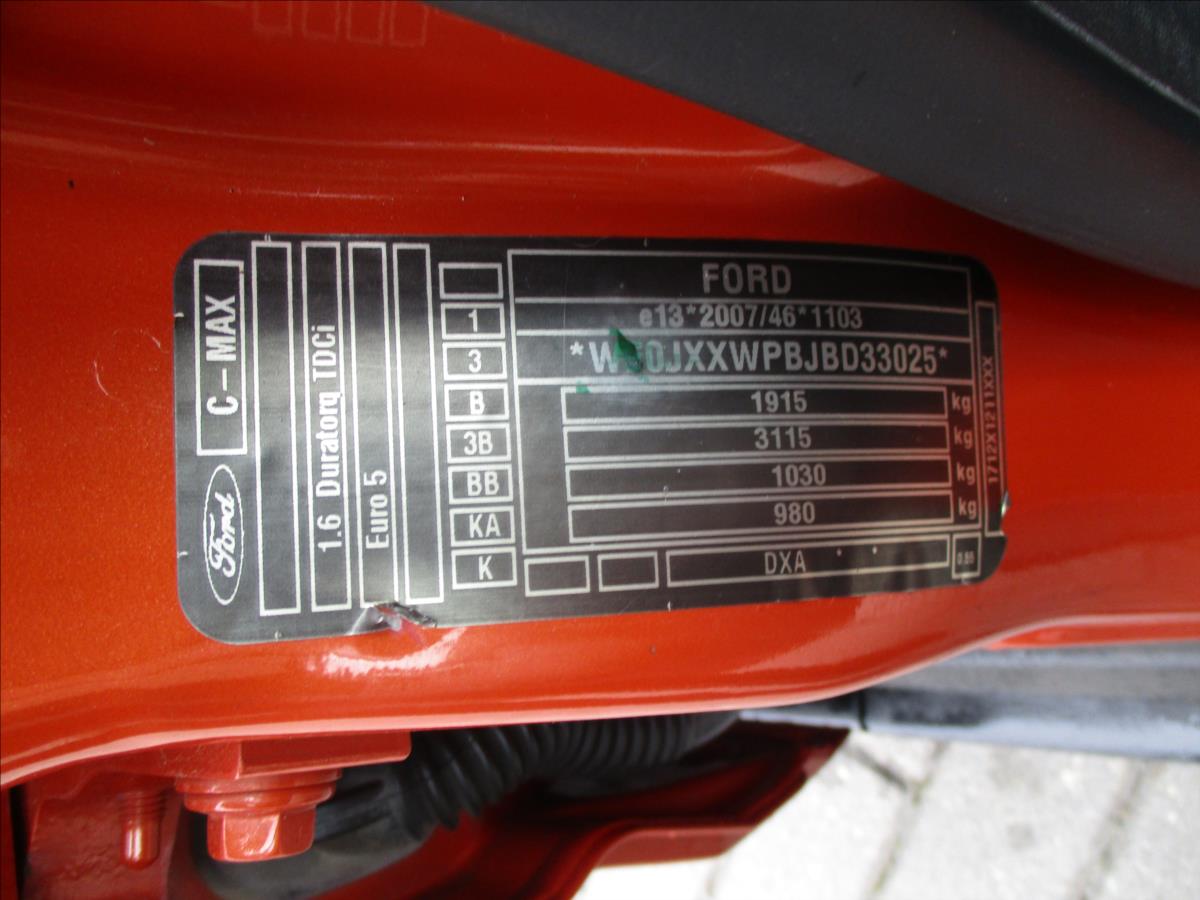 FORD
e13*2007/46*1103
1915 kg
3115 kg
1030 kg
980 kg
DXA
1
3
B
3B
BB
KA
K
C-MAX
Ford
1.6 Duratorq TDCi
Euro 5
1712X1211XXX